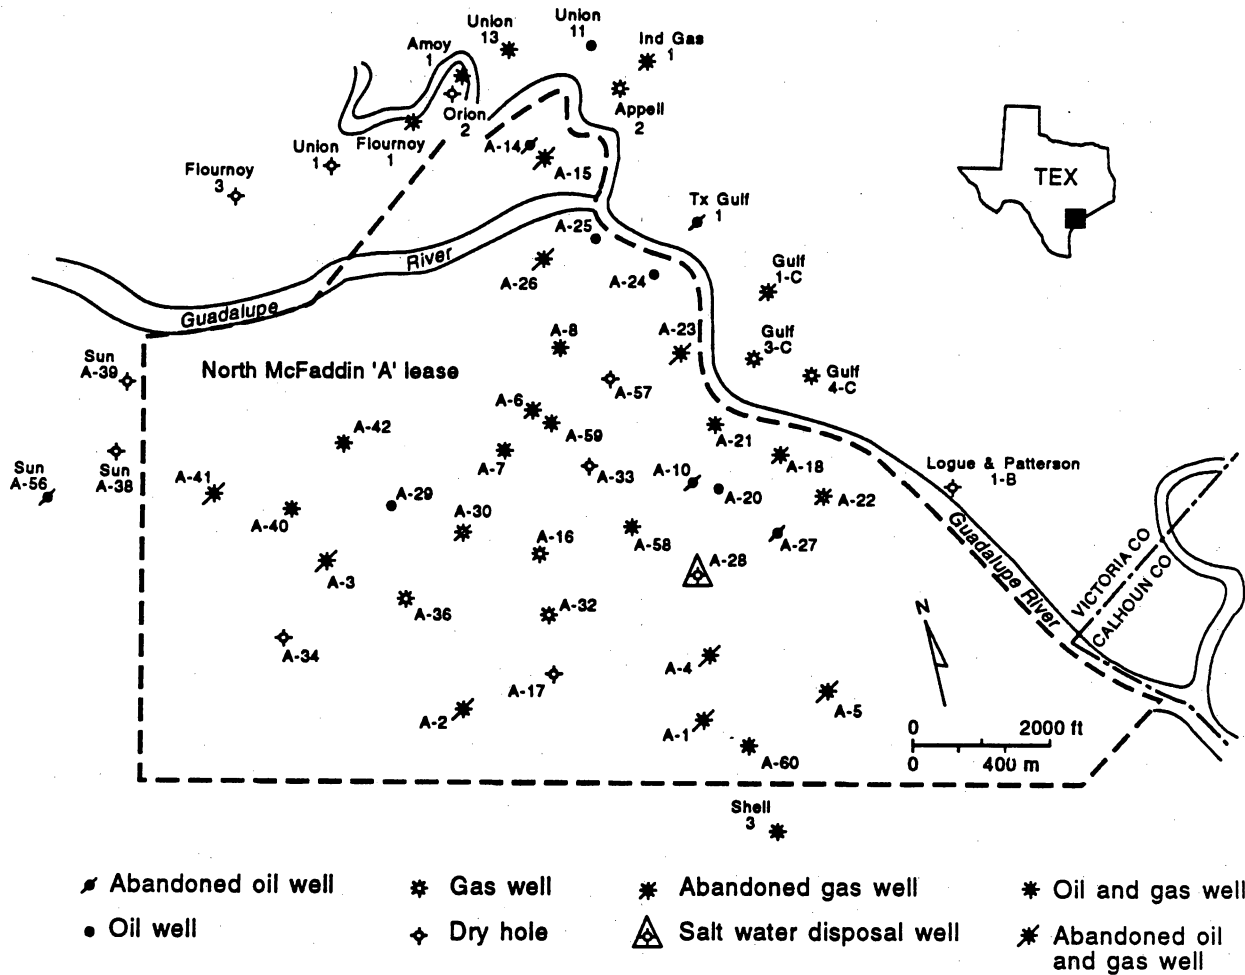 Union
11
Union
13
Ind Gas
1
Amoy
1
Appell
2
Orion
2
Flournoy
1
Union
1
Flournoy
3
A-14
A-15
TEX
Tx Gulf
1
A-25
River
A-26
A-24
Gulf
1-C
Guadalupe
A-8
A-23
Gulf
3-C
Sun
A-39
North McFaddin 'A' lease
A-57
Gulf
4-C
A-6
A-42
A-59
A-21
A-7
A-18
Sun
A-56
Sun
A-38
A-41
A-33
A-10
A-20
A-22
Logue & Patterson
1-B
A-29
A-40
A-30
A-16
A-58
A-27
Guadalupe River
VICTORIA CO
CALHOUN CO
A-28
A-3
A-36
A-32
N
A-34
A-4
A-17
A-2
A-1
A-5
0 2000 ft
0 400 m
A-60
Shell
3
Abandoned oil well
Gas well
Abandoned gas well
Oil and gas well
Oil well
Dry hole
Salt water disposal well
Abandoned oil
and gas well